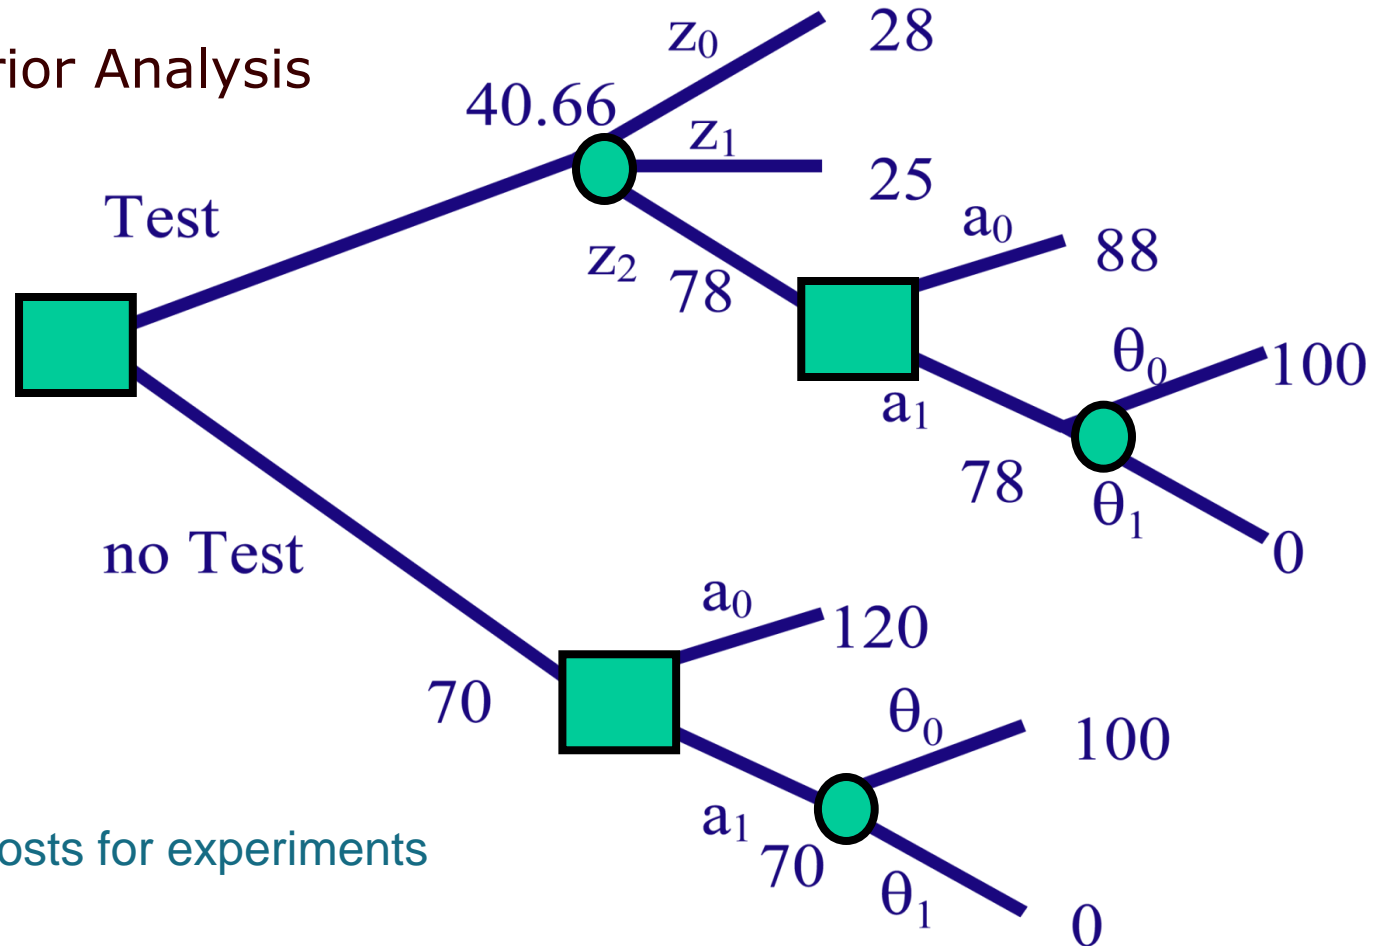 rior Analysis
z₀
28
40.66
z₁
25
Test
z₂
78
a₀
88
θ₀
100
a₁
78
θ₁
0
no Test
a₀
120
70
θ₀
100
a₁
70
θ₁
0
osts for experiments